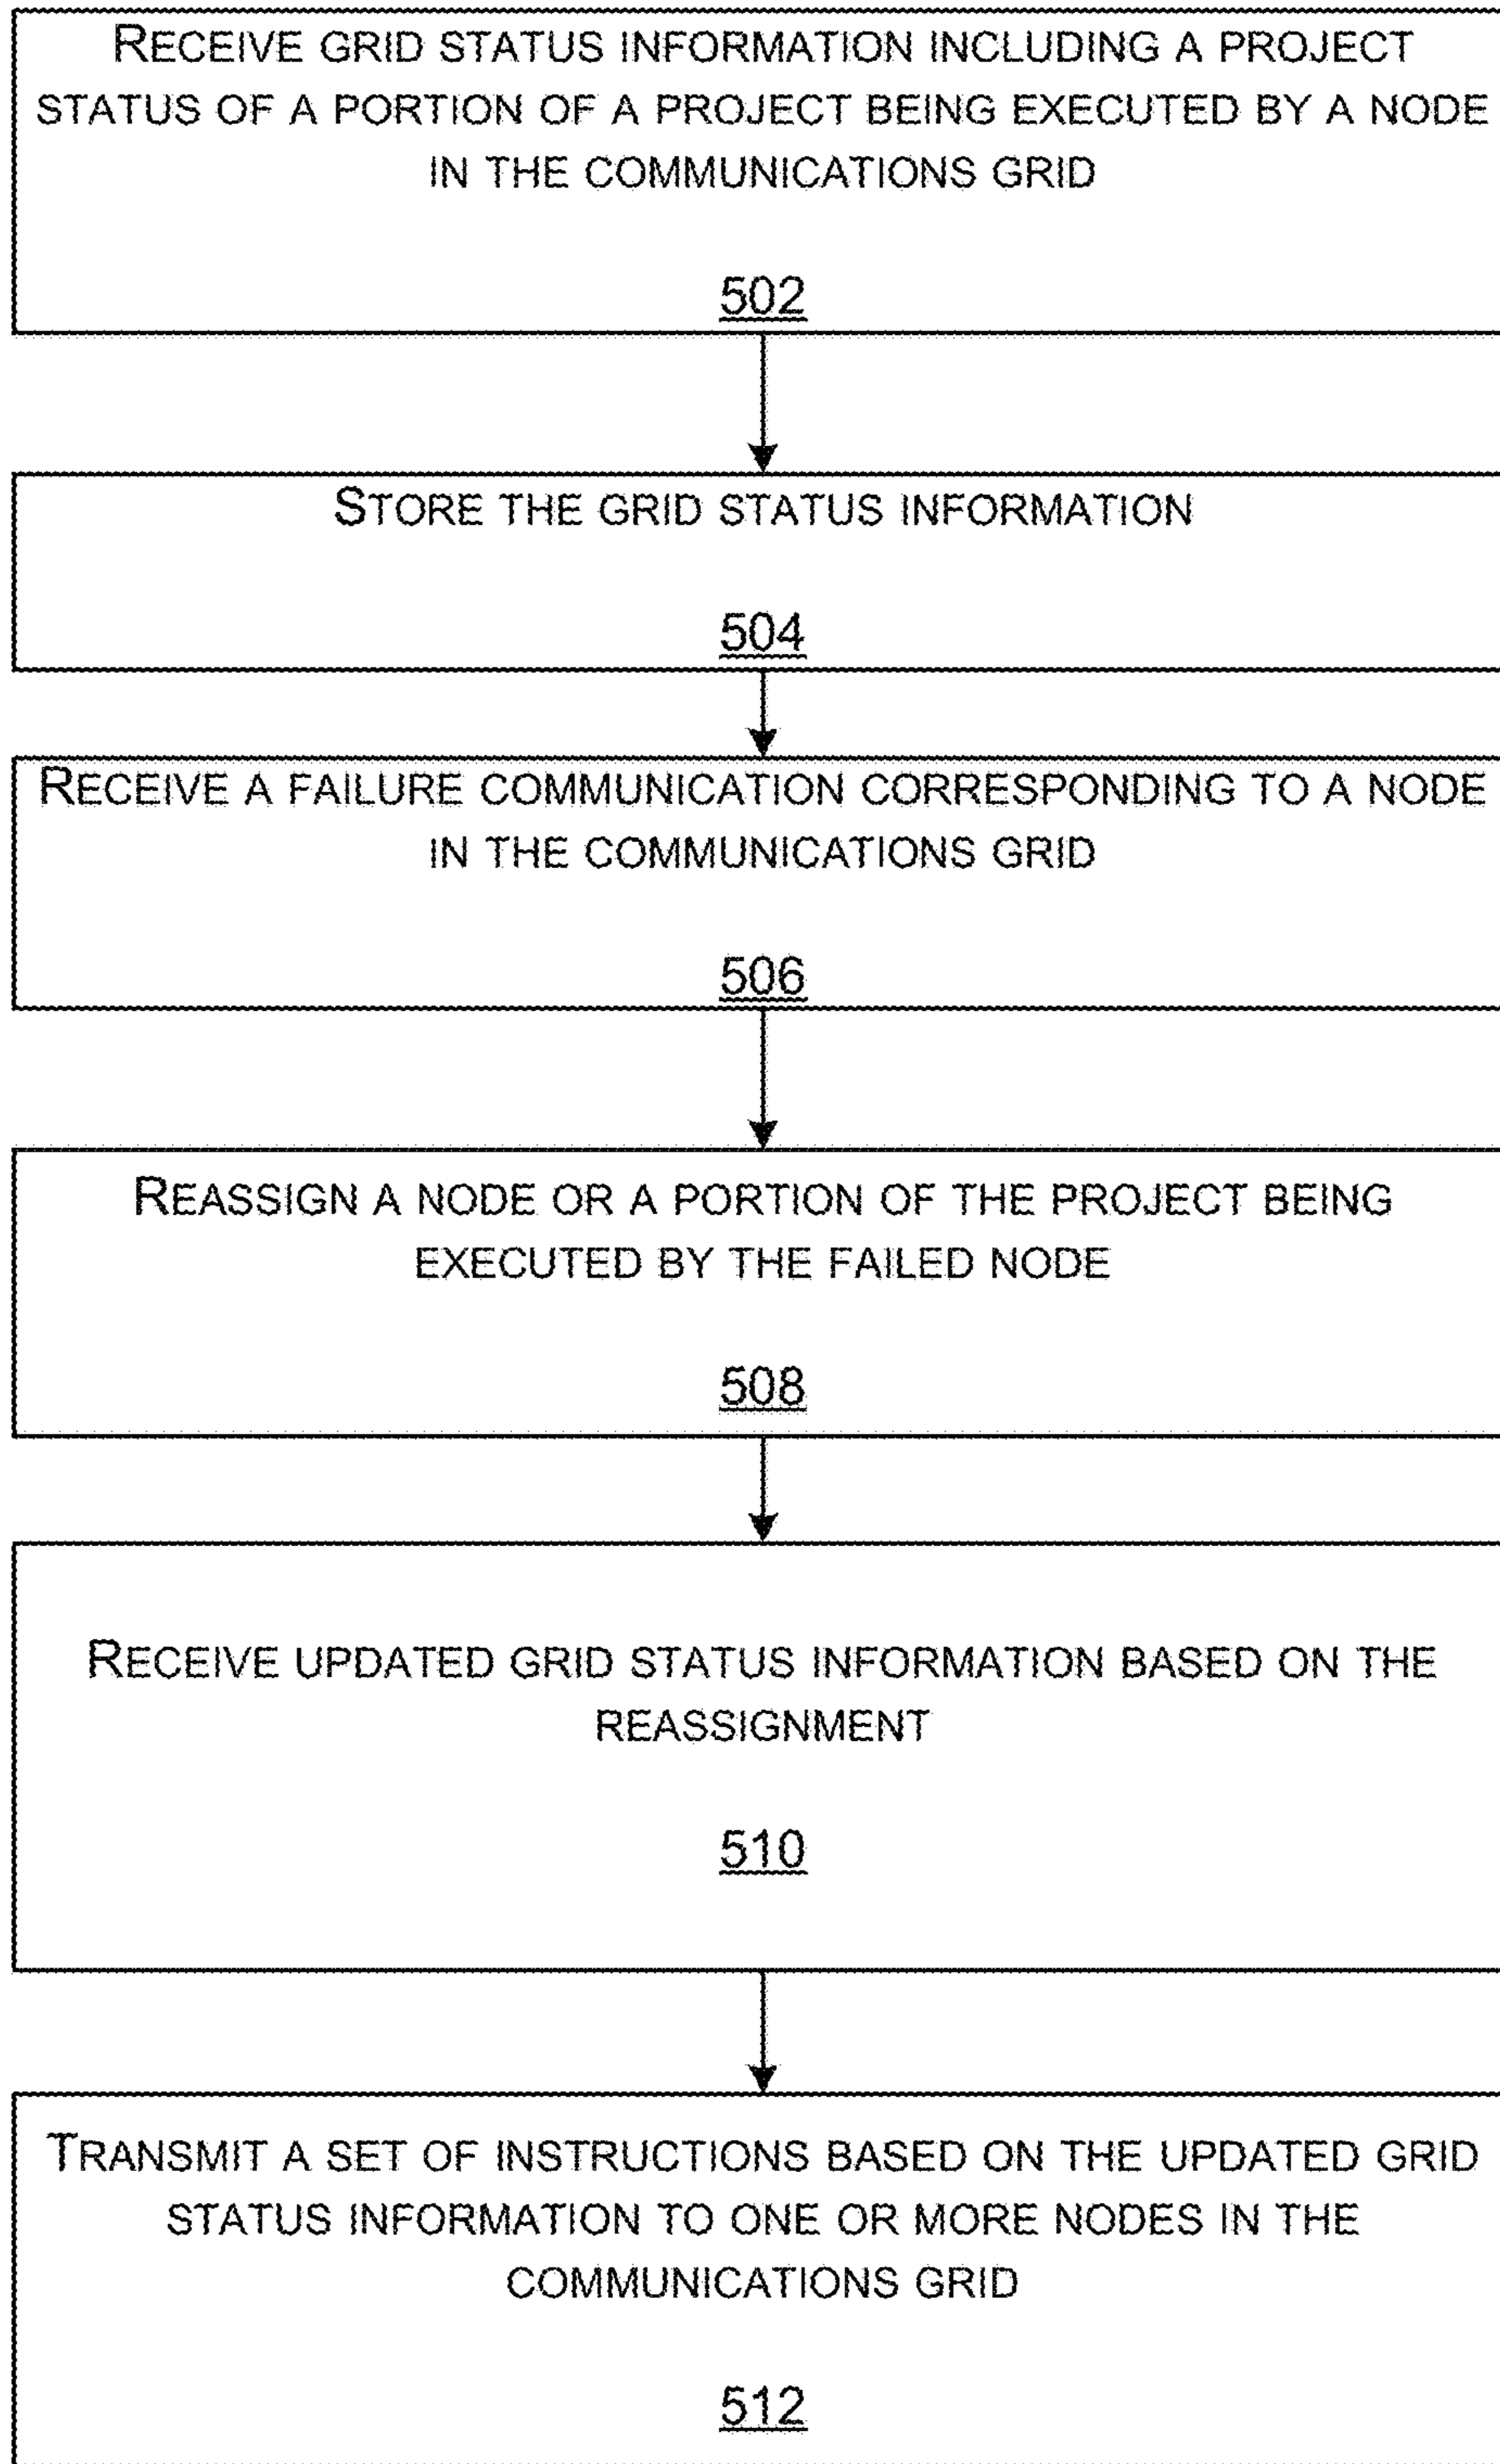 RECEIVE GRID STATUS INFORMATION INCLUDING A PROJECT
STATUS OF A PORTION OF A PROJECT BEING EXECUTED BY A NODE
IN THE COMMUNICATIONS GRID
502
STORE THE GRID STATUS INFORMATION
504
RECEIVE A FAILURE COMMUNICATION CORRESPONDING TO A NODE
IN THE COMMUNICATIONS GRID
506
REASSIGN A NODE OR A PORTION OF THE PROJECT BEING
EXECUTED BY THE FAILED NODE
508
RECEIVE UPDATED GRID STATUS INFORMATION BASED ON THE
REASSIGNMENT
510
TRANSMIT A SET OF INSTRUCTIONS BASED ON THE UPDATED GRID
STATUS INFORMATION TO ONE OR MORE NODES IN THE
COMMUNICATIONS GRID
512